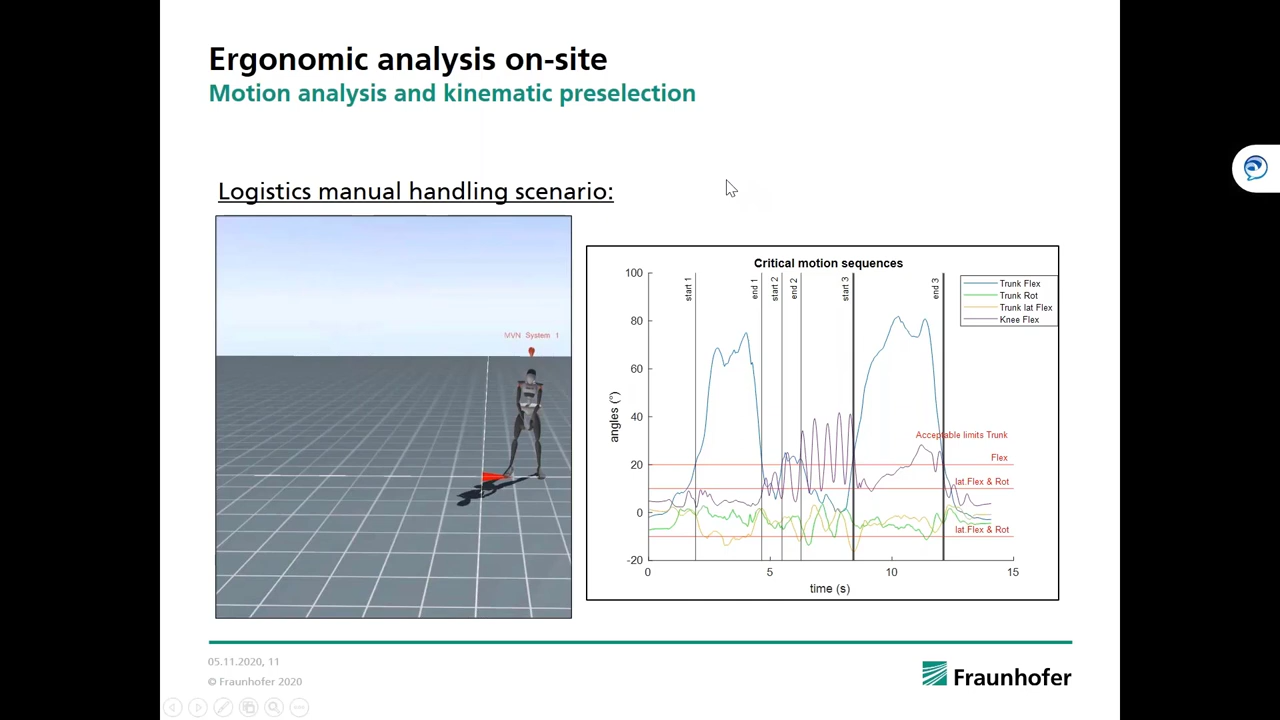 Ergonomic analysis on-site
Motion analysis and kinematic preselection
Logistics manual handling scenario:
MVN System 1
Critical motion sequences
100
80
60
40
20
0
-20
angles (°)
start 1
end 1
start 2
end 2
start 3
end 3
Trunk Flex
Trunk Rot
Trunk lat Flex
Knee Flex
Acceptable limits Trunk
Flex
lat.Flex & Rot
lat.Flex & Rot
0
5
10
15
time (s)
05.11.2020, 11
© Fraunhofer 2020
Fraunhofer